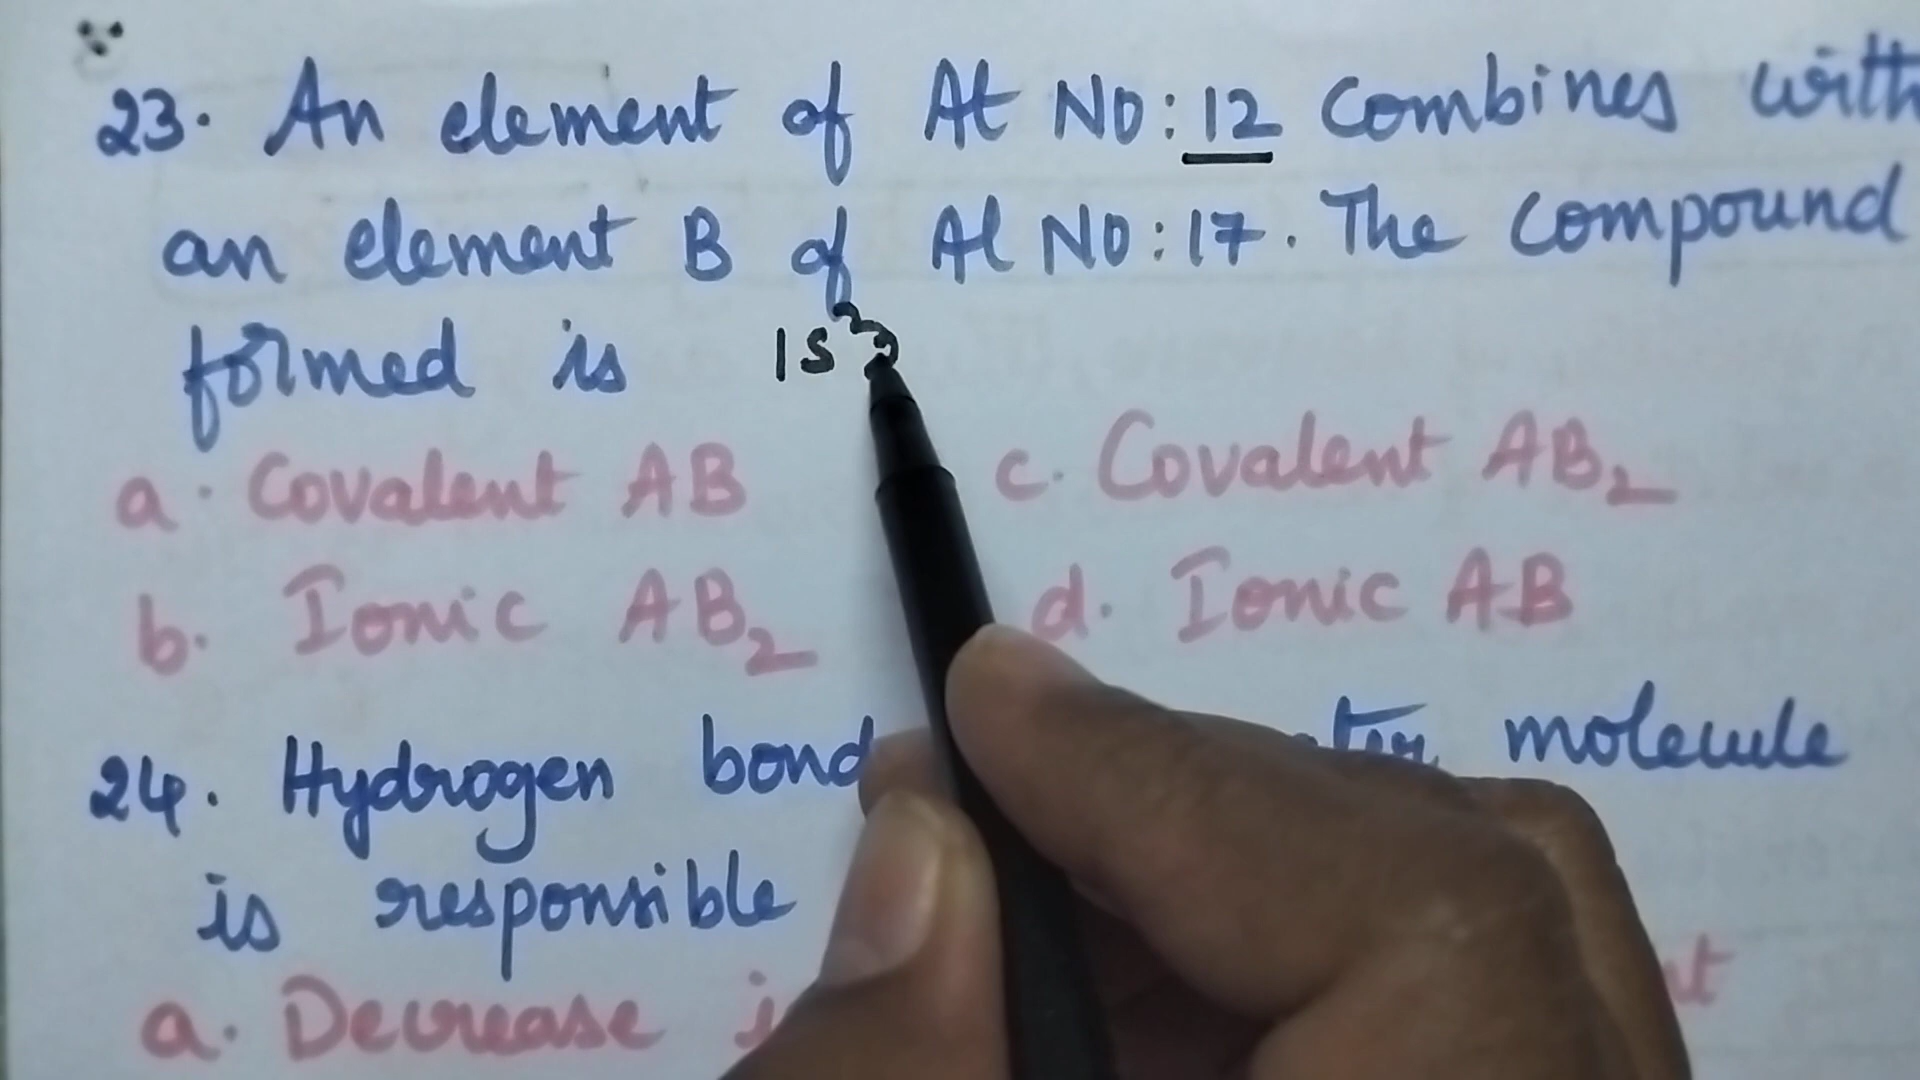 23. An element of At NO: 12 Combines with
an element B of At NO: 17. The Compound
formed is 1s²2
a. Covalent AB
c. Covalent AB₂
b. Ionic AB₂
d. Ionic AB
24. Hydrogen bond molecule
is responsible
a. Decrease